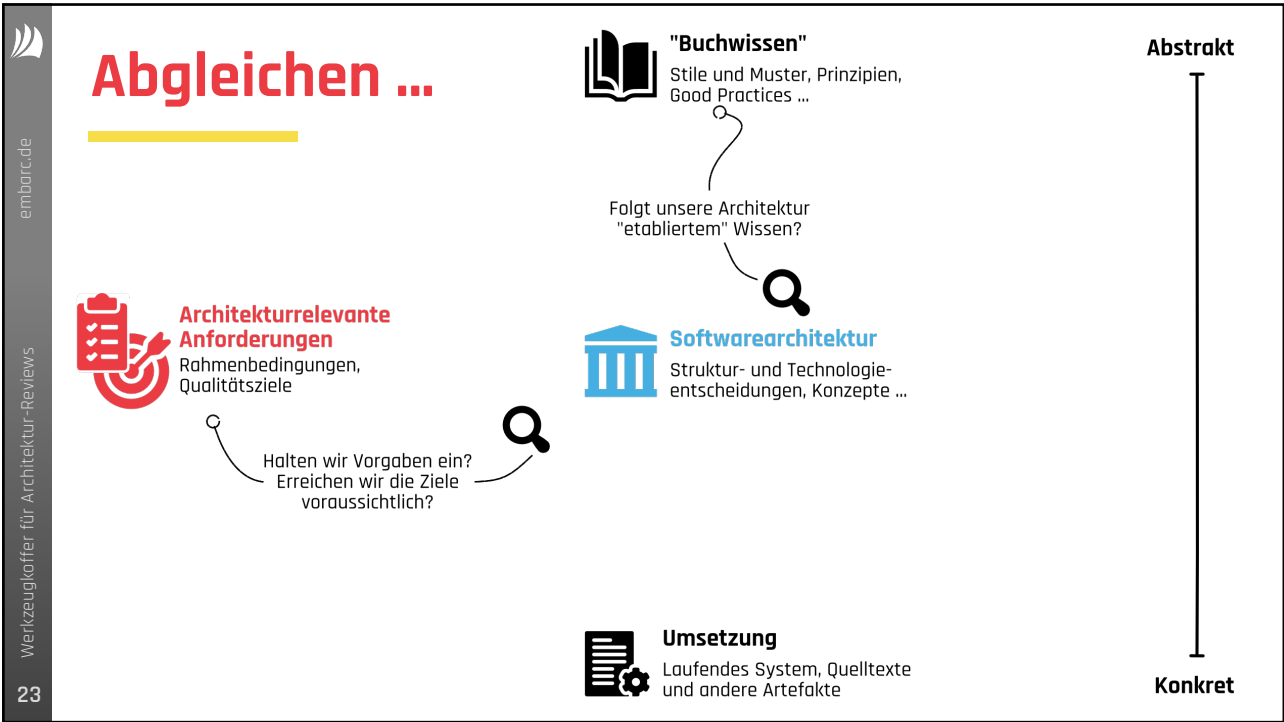 Abgleichen ...
"Buchwissen"
Stile und Muster, Prinzipien,
Good Practices ...
Abstrakt
Folgt unsere Architektur
"etabliertem" Wissen?
Architekturrelevante
Anforderungen
Rahmenbedingungen,
Qualitätsziele
Softwarearchitektur
Struktur- und Technologie-
entscheidungen, Konzepte ...
Halten wir Vorgaben ein?
Erreichen wir die Ziele
voraussichtlich?
Umsetzung
Laufendes System, Quelltexte
und andere Artefakte
Konkret
embarc.de
Werkzeugkoffer für Architektur-Reviews
23